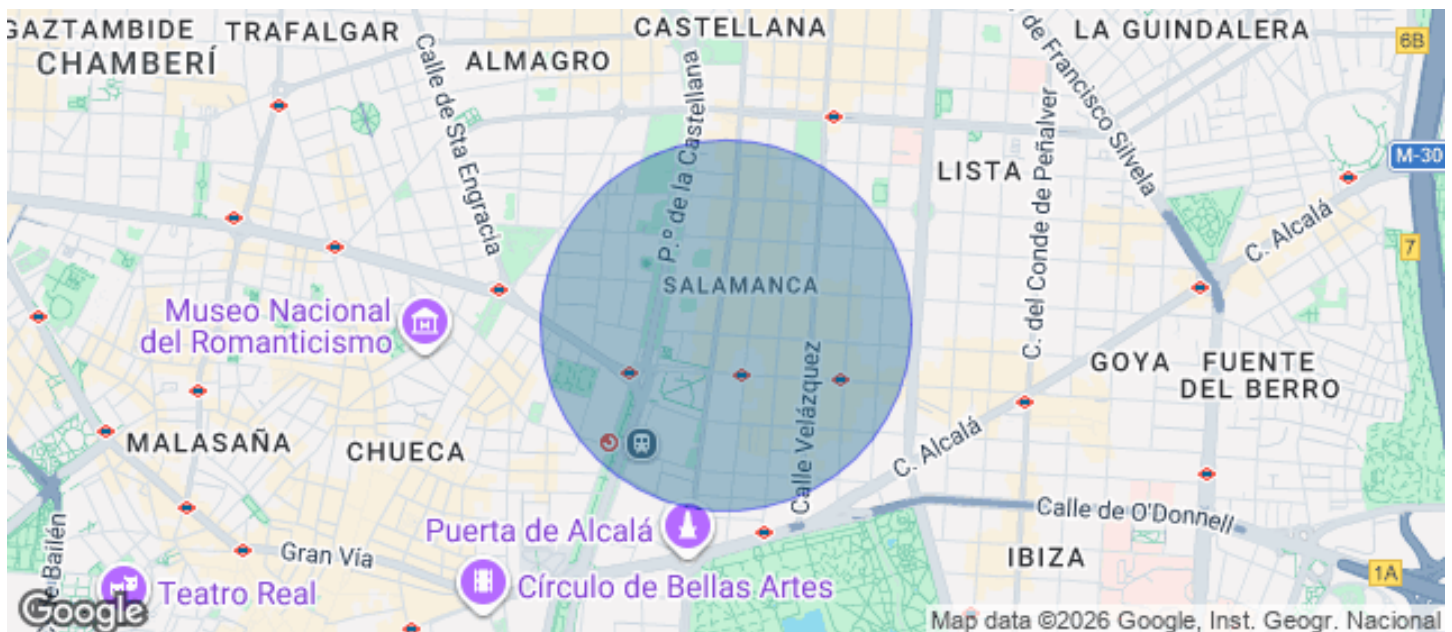 GAZTAMBIDE
TRAFALGAR
CASTELLANA
LA GUINDALERA
6B
CHAMBERÍ
ALMAGRO
Calle de Sta Engracia
P.º de la Castellana
de Francisco Silvela
C. del Conde de Peñalver
LISTA
M-30
SALAMANCA
C. Alcalá
7
Museo Nacional
del Romanticismo
Calle Velázquez
GOYA
FUENTE
DEL BERRO
MALASAÑA
CHUECA
C. Alcalá
Calle de O'Donnell
Puerta de Alcalá
Gran Vía
IBIZA
Bailén
Teatro Real
Círculo de Bellas Artes
1A
Google
Map data ©2026 Google, Inst. Geogr. Nacional